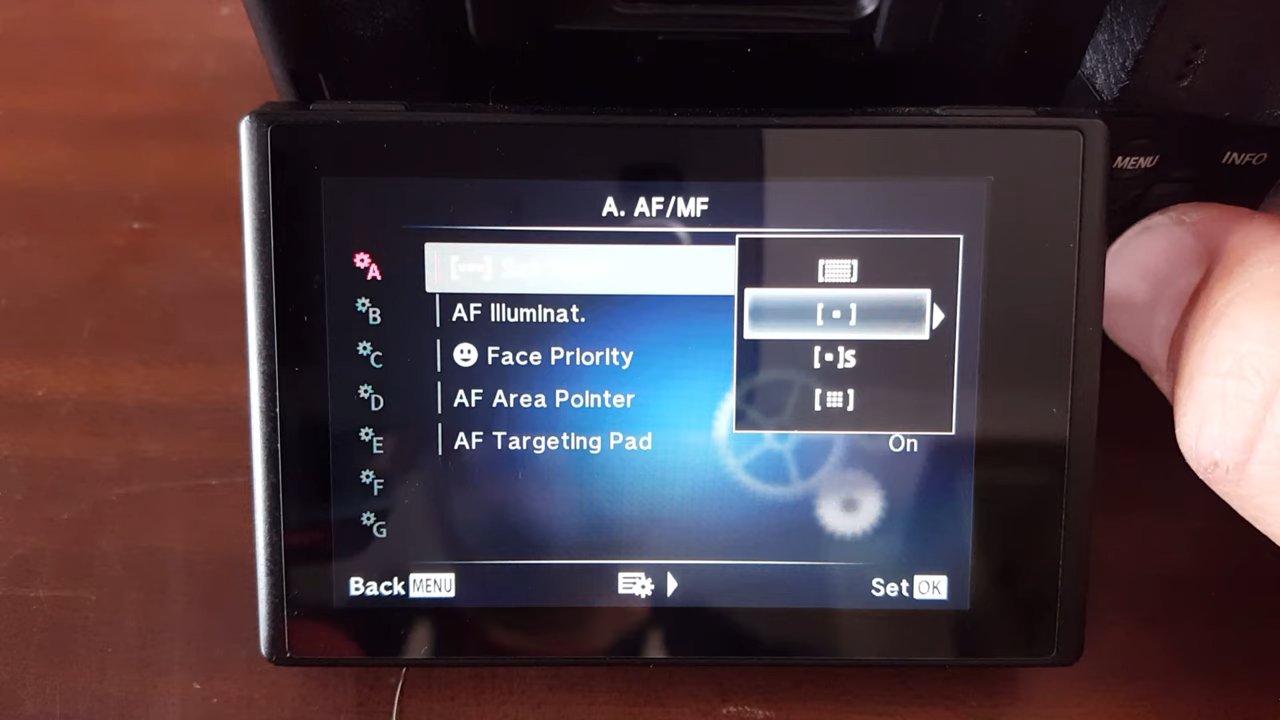 MENU INFO
A. AF/MF
A
[•••] Set
B AF Illuminat. [▪]
C Face Priority [▪]S
D AF Area Pointer
E AF Targeting Pad On
F
G
Back MENU Set OK